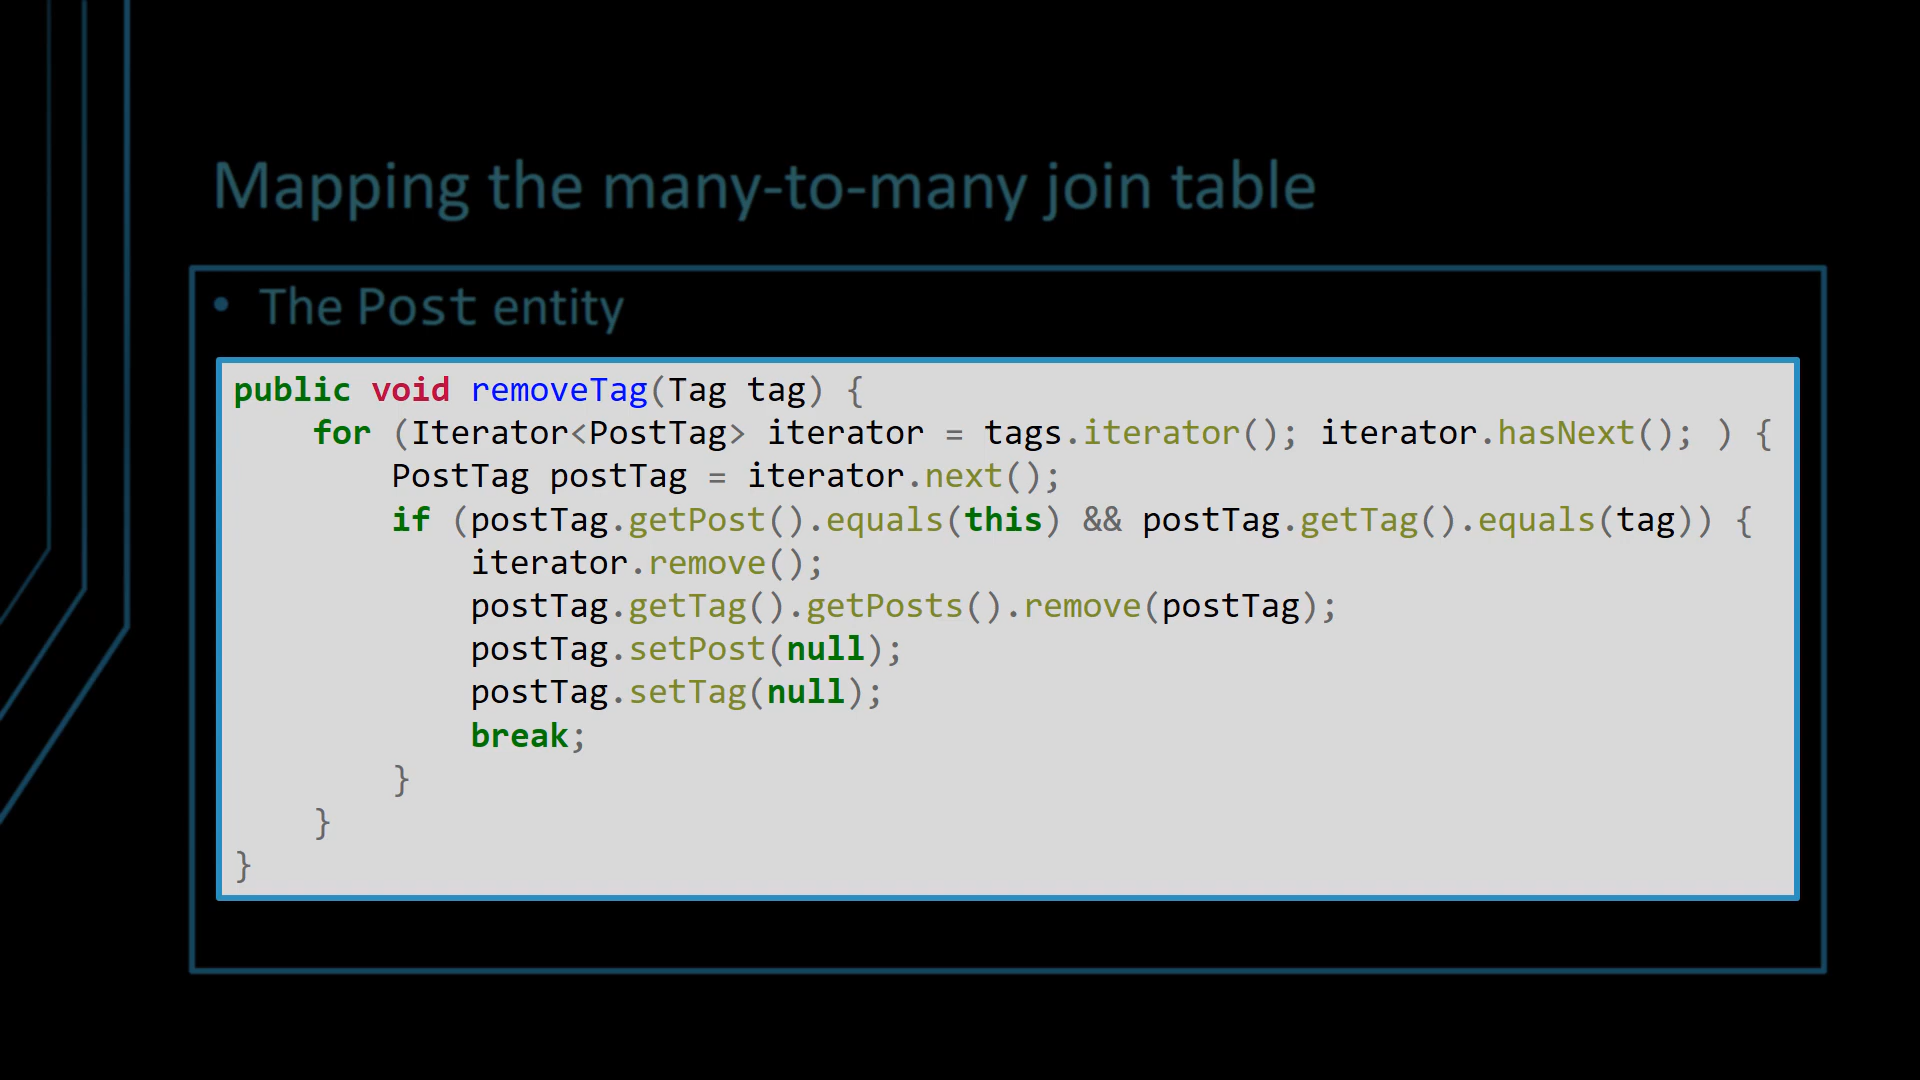 Mapping the many-to-many join table
• The Post entity
public void removeTag(Tag tag) {
    for (Iterator<PostTag> iterator = tags.iterator(); iterator.hasNext(); ) {
        PostTag postTag = iterator.next();
        if (postTag.getPost().equals(this) && postTag.getTag().equals(tag)) {
            iterator.remove();
            postTag.getTag().getPosts().remove(postTag);
            postTag.setPost(null);
            postTag.setTag(null);
            break;
        }
    }
}